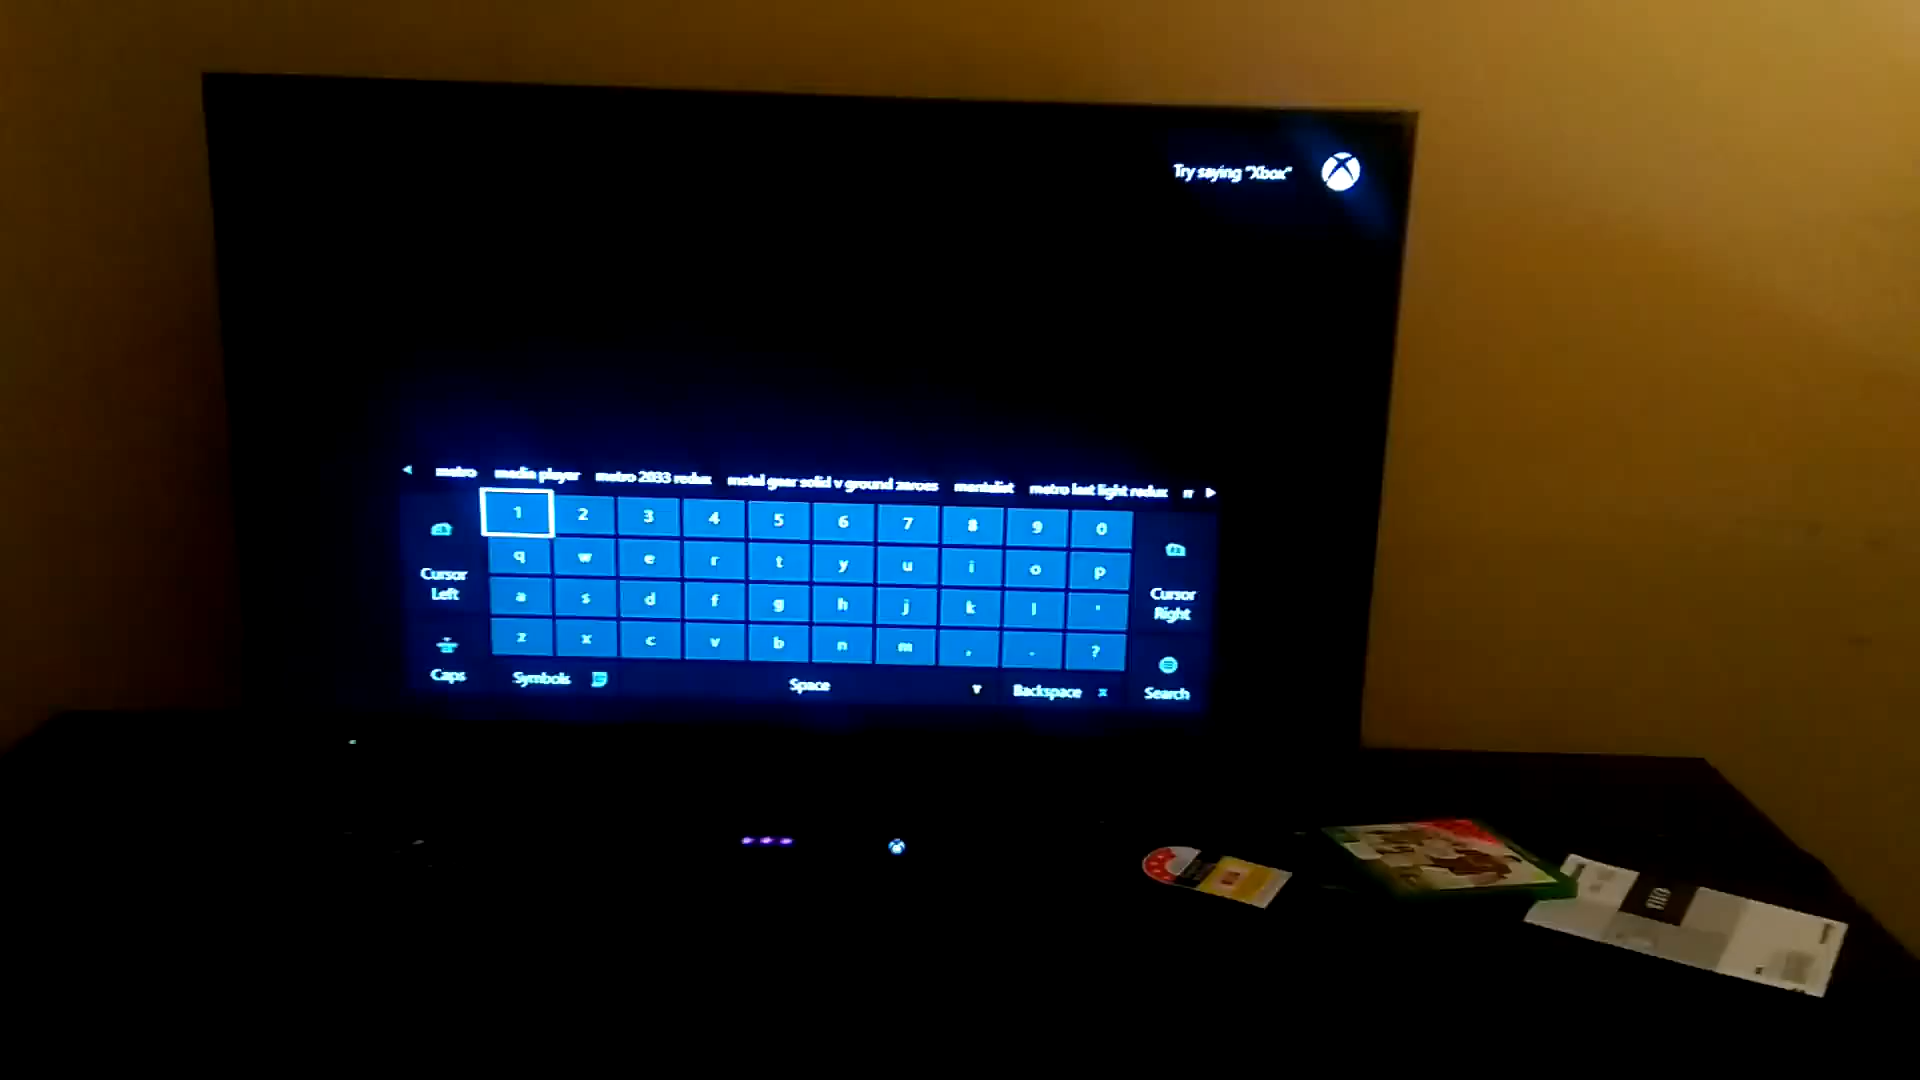 Try saying "Xbox"
metro media player metro 2033 redux metal gear solid v ground zeroes mentalist metro last light redux
1 2 3 4 5 6 7 8 9 0
q w e r t y u i o p
a s d f g h j k l '
z x c v b n m , . ?
Cursor Left
Cursor Right
Caps Symbols Space Backspace Search